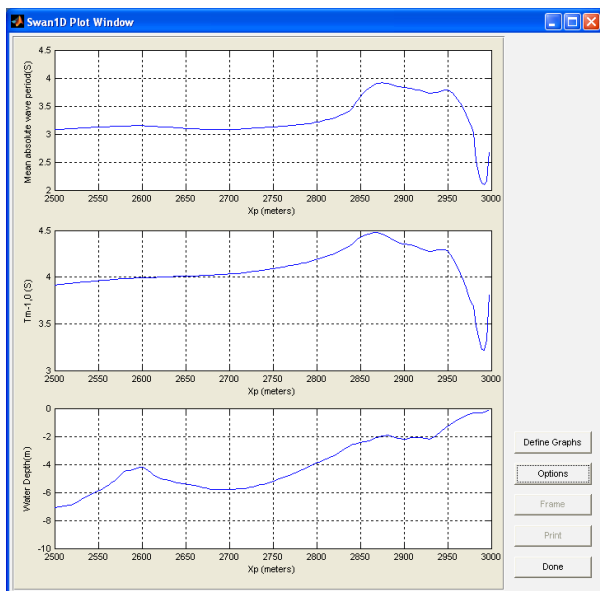 Swan1D Plot Window
4.5
4
3.5
3
2.5
2
Mean absolute wave period(S)
2500 2550 2600 2650 2700 2750 2800 2850 2900 2950 3000
Xp (meters)
4.5
4
3.5
3
Tm-1,0 (S)
2500 2550 2600 2650 2700 2750 2800 2850 2900 2950 3000
Xp (meters)
0
-2
-4
-6
-8
-10
Water Depth(m)
2500 2550 2600 2650 2700 2750 2800 2850 2900 2950 3000
Xp (meters)
Define Graphs
Options
Frame
Print
Done